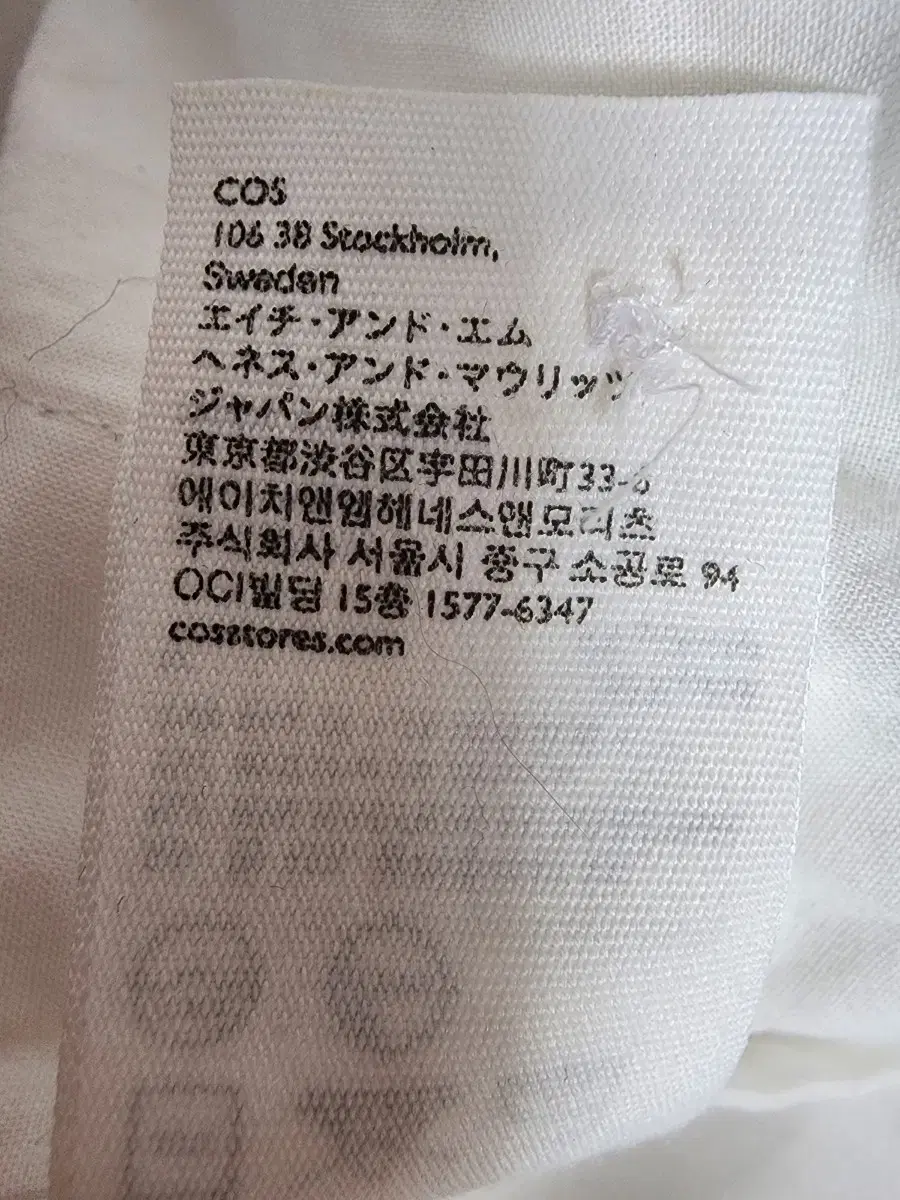 COS
106 38 Stockholm,
Sweden
エイチ・アンド・エム
ヘネス・アンド・マウリッツ
ジャパン株式会社
東京都渋谷区宇田川町33-6
에이치앤엠헤네스앤모리츠
주식회사 서울시 중구 소공로 94
OCI빌딩 15층 1577-6347
cosstores.com